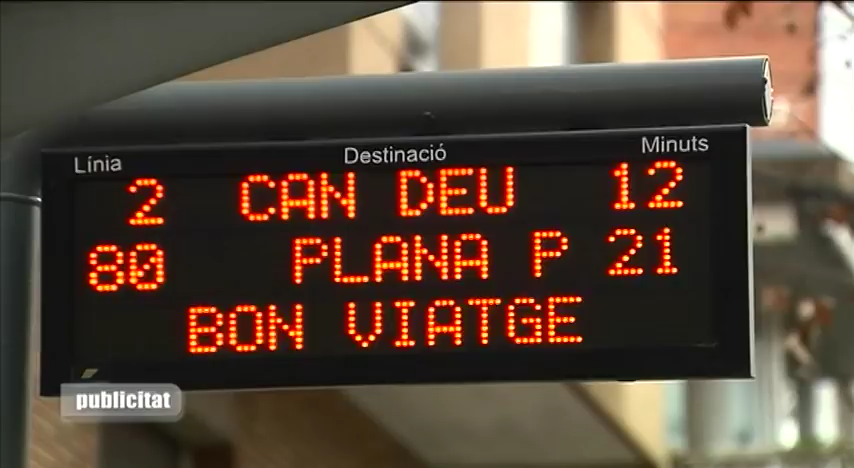 Línia Destinació Minuts
2 CAN DEU 12
80 PLANA P 21
BON VIATGE
publicitat